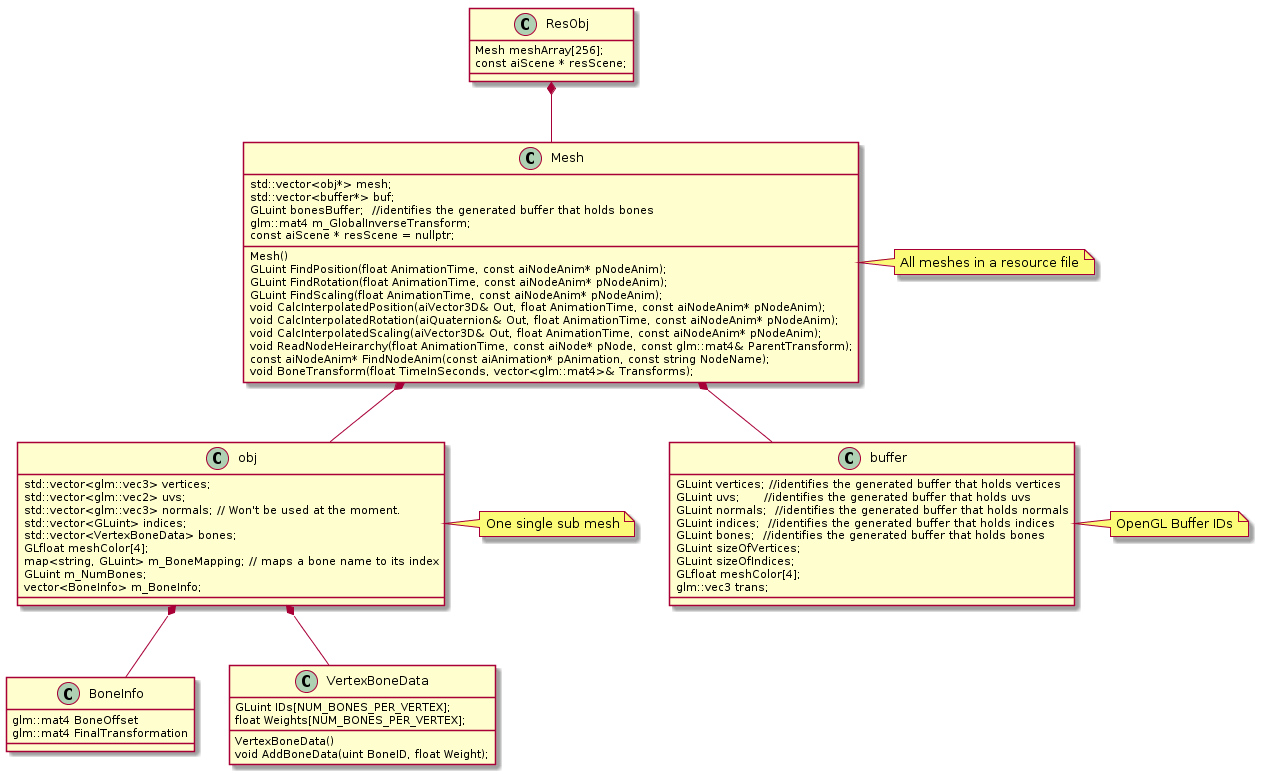 C ResObj
Mesh meshArray[256];
const aiScene * resScene;
C Mesh
std::vector<obj*> mesh;
std::vector<buffer*> buf;
GLuint bonesBuffer;  //identifies the generated buffer that holds bones
glm::mat4 m_GlobalInverseTransform;
const aiScene * resScene = nullptr;
Mesh()
GLuint FindPosition(float AnimationTime, const aiNodeAnim* pNodeAnim);
GLuint FindRotation(float AnimationTime, const aiNodeAnim* pNodeAnim);
GLuint FindScaling(float AnimationTime, const aiNodeAnim* pNodeAnim);
void CalcInterpolatedPosition(aiVector3D& Out, float AnimationTime, const aiNodeAnim* pNodeAnim);
void CalcInterpolatedRotation(aiQuaternion& Out, float AnimationTime, const aiNodeAnim* pNodeAnim);
void CalcInterpolatedScaling(aiVector3D& Out, float AnimationTime, const aiNodeAnim* pNodeAnim);
void ReadNodeHeirarchy(float AnimationTime, const aiNode* pNode, const glm::mat4& ParentTransform);
const aiNodeAnim* FindNodeAnim(const aiAnimation* pAnimation, const string NodeName);
void BoneTransform(float TimeInSeconds, vector<glm::mat4>& Transforms);
All meshes in a resource file
C obj
std::vector<glm::vec3> vertices;
std::vector<glm::vec2> uvs;
std::vector<glm::vec3> normals; // Won't be used at the moment.
std::vector<GLuint> indices;
std::vector<VertexBoneData> bones;
GLfloat meshColor[4];
map<string, GLuint> m_BoneMapping; // maps a bone name to its index
GLuint m_NumBones;
vector<BoneInfo> m_BoneInfo;
One single sub mesh
C buffer
GLuint vertices; //identifies the generated buffer that holds vertices
GLuint uvs;       //identifies the generated buffer that holds uvs
GLuint normals;  //identifies the generated buffer that holds normals
GLuint indices;   //identifies the generated buffer that holds indices
GLuint bones;  //identifies the generated buffer that holds bones
GLuint sizeOfVertices;
GLuint sizeOfIndices;
GLfloat meshColor[4];
glm::vec3 trans;
OpenGL Buffer IDs
C BoneInfo
glm::mat4 BoneOffset
glm::mat4 FinalTransformation
C VertexBoneData
GLuint IDs[NUM_BONES_PER_VERTEX];
float Weights[NUM_BONES_PER_VERTEX];
VertexBoneData()
void AddBoneData(uint BoneID, float Weight);